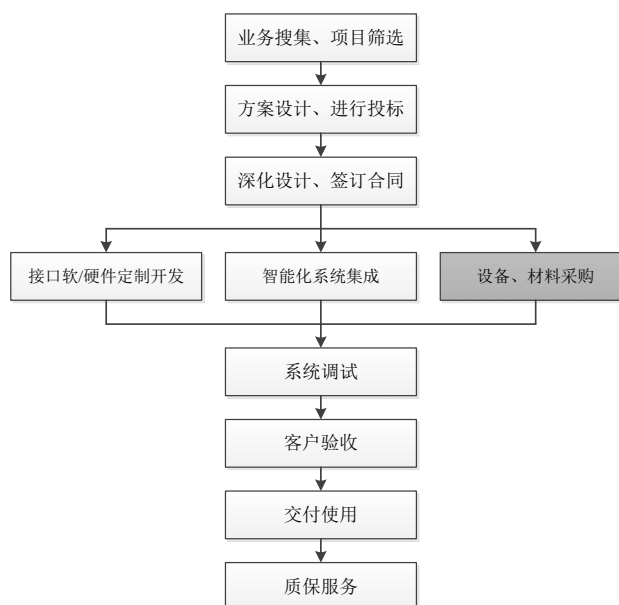 业务搜集、项目筛选
方案设计、进行投标
深化设计、签订合同
接口软/硬件定制开发
智能化系统集成
设备、材料采购
系统调试
客户验收
交付使用
质保服务